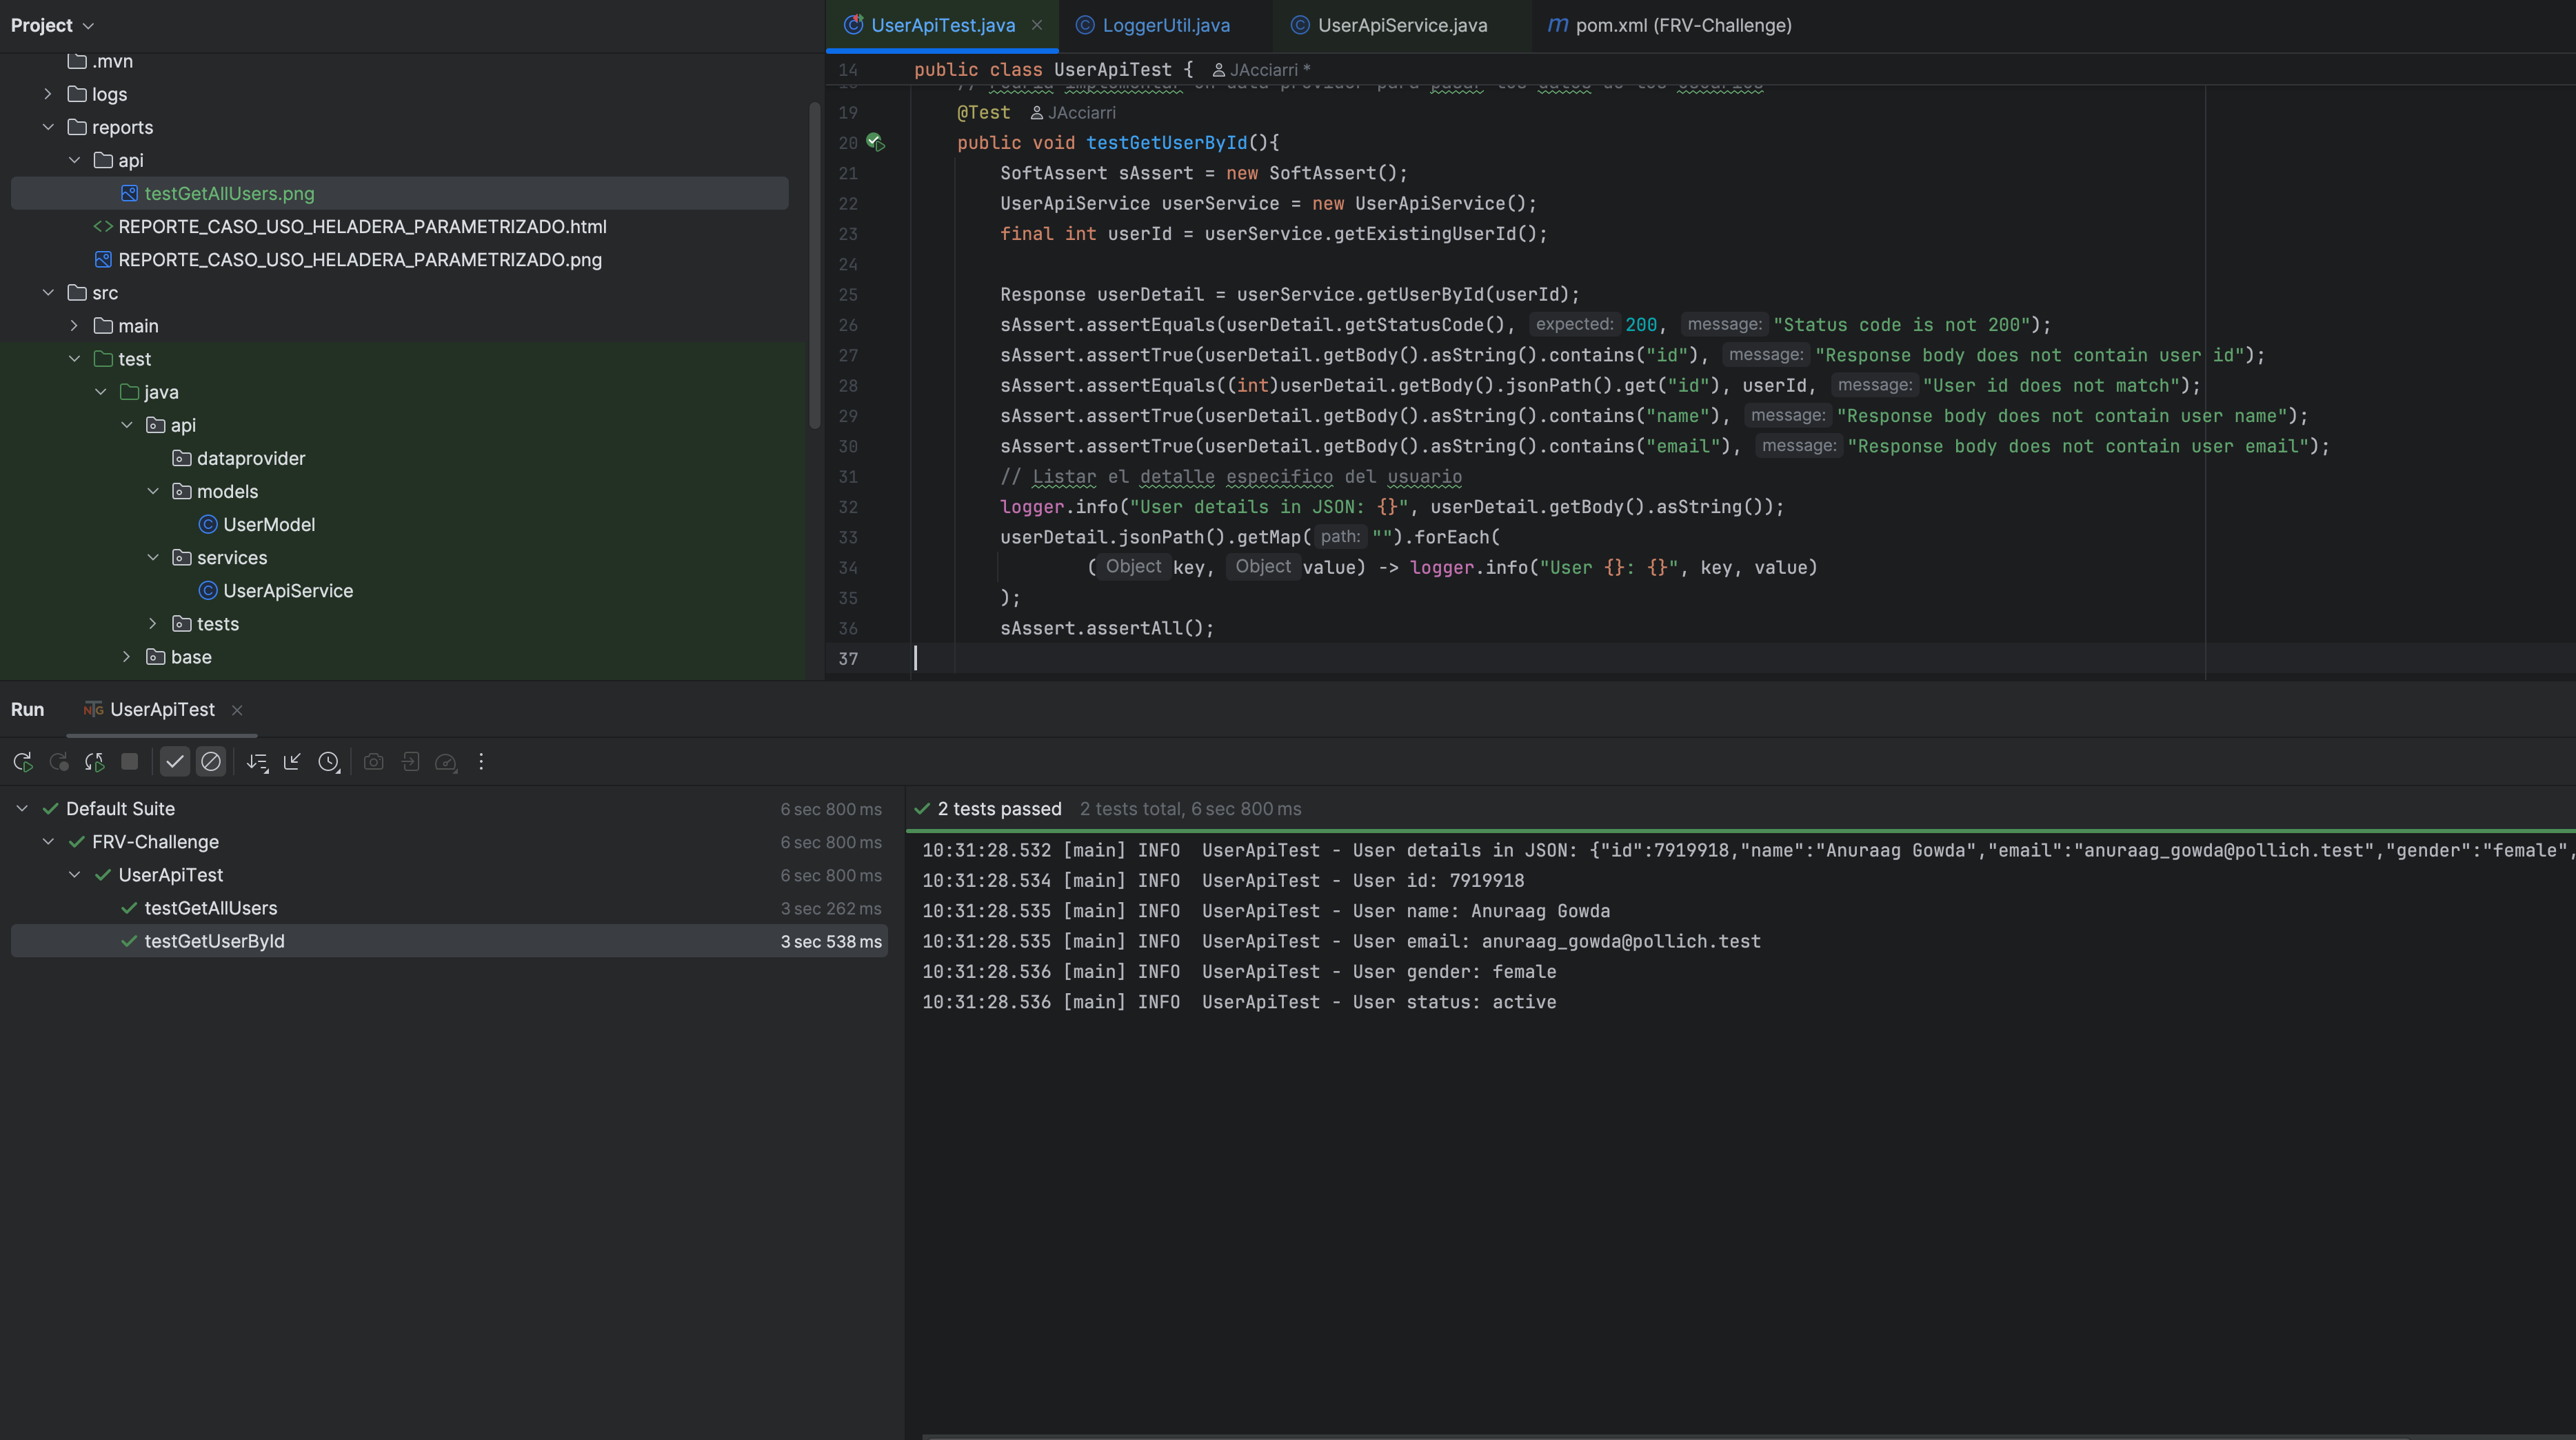 Project
.mvn
logs
reports
api
testGetAllUsers.png
REPORTE_CASO_USO_HELADERA_PARAMETRIZADO.html
REPORTE_CASO_USO_HELADERA_PARAMETRIZADO.png
src
main
test
java
api
dataprovider
models
UserModel
services
UserApiService
tests
base
UserApiTest.java LoggerUtil.java UserApiService.java m pom.xml (FRV-Challenge)
14 public class UserApiTest { JAcciarri *
19 @Test JAcciarri
20 public void testGetUserById(){
21 SoftAssert sAssert = new SoftAssert();
22 UserApiService userService = new UserApiService();
23 final int userId = userService.getExistingUserId();
24
25 Response userDetail = userService.getUserById(userId);
26 sAssert.assertEquals(userDetail.getStatusCode(), expected: 200, message: "Status code is not 200");
27 sAssert.assertTrue(userDetail.getBody().asString().contains("id"), message: "Response body does not contain user id");
28 sAssert.assertEquals((int)userDetail.getBody().jsonPath().get("id"), userId, message: "User id does not match");
29 sAssert.assertTrue(userDetail.getBody().asString().contains("name"), message: "Response body does not contain user name");
30 sAssert.assertTrue(userDetail.getBody().asString().contains("email"), message: "Response body does not contain user email");
31 // Listar el detalle especifico del usuario
32 logger.info("User details in JSON: {}", userDetail.getBody().asString());
33 userDetail.jsonPath().getMap( path: "").forEach(
34 ( Object key, Object value) -> logger.info("User {}: {}", key, value)
35 );
36 sAssert.assertAll();
37
Run NTG UserApiTest
Default Suite 6 sec 800 ms
FRV-Challenge 6 sec 800 ms
UserApiTest 6 sec 800 ms
testGetAllUsers 3 sec 262 ms
testGetUserById 3 sec 538 ms
2 tests passed 2 tests total, 6 sec 800 ms
10:31:28.532 [main] INFO UserApiTest - User details in JSON: {"id":7919918,"name":"Anuraag Gowda","email":"anuraag_gowda@pollich.test","gender":"female",
10:31:28.534 [main] INFO UserApiTest - User id: 7919918
10:31:28.535 [main] INFO UserApiTest - User name: Anuraag Gowda
10:31:28.535 [main] INFO UserApiTest - User email: anuraag_gowda@pollich.test
10:31:28.536 [main] INFO UserApiTest - User gender: female
10:31:28.536 [main] INFO UserApiTest - User status: active